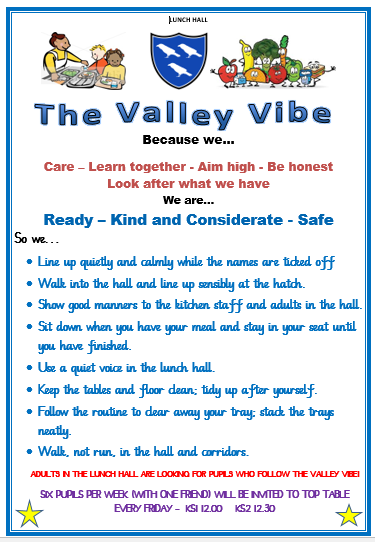 LUNCH HALL
The Valley Vibe
Because we...
Care – Learn together - Aim high - Be honest
Look after what we have
We are...
Ready – Kind and Considerate - Safe
So we...
• Line up quietly and calmly while the names are ticked off
• Walk into the hall and line up sensibly at the hatch.
• Show good manners to the kitchen staff and adults in the hall.
• Sit down when you have your meal and stay in your seat until
you have finished.
• Use a quiet voice in the lunch hall.
• Keep the tables and floor clean; tidy up after yourself.
• Follow the routine to clear away your tray; stack the trays
neatly.
• Walk, not run, in the hall and corridors.
ADULTS IN THE LUNCH HALL ARE LOOKING FOR PUPILS WHO FOLLOW THE VALLEY VIBE!
SIX PUPILS PER WEEK (WITH ONE FRIEND) WILL BE INVITED TO TOP TABLE
EVERY FRIDAY – KS1 12.00 KS2 12.30